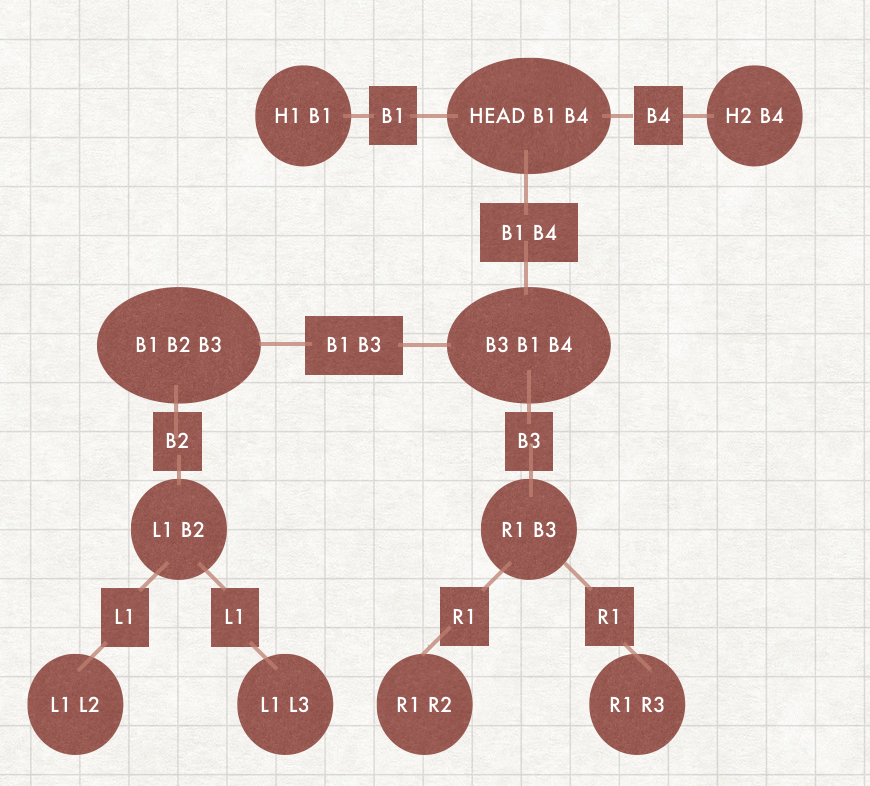 H1 B1
B1
HEAD B1 B4
B4
H2 B4
B1 B4
B1 B2 B3
B1 B3
B3 B1 B4
B2
B3
L1 B2
R1 B3
L1
L1
R1
R1
L1 L2
L1 L3
R1 R2
R1 R3